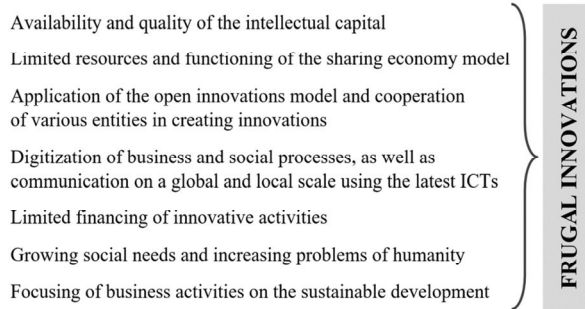 Availability and quality of the intellectual capital
Limited resources and functioning of the sharing economy model
Application of the open innovations model and cooperation
of various entities in creating innovations
Digitization of business and social processes, as well as
communication on a global and local scale using the latest ICTs
Limited financing of innovative activities
Growing social needs and increasing problems of humanity
Focusing of business activities on the sustainable development
FRUGAL INNOVATIONS